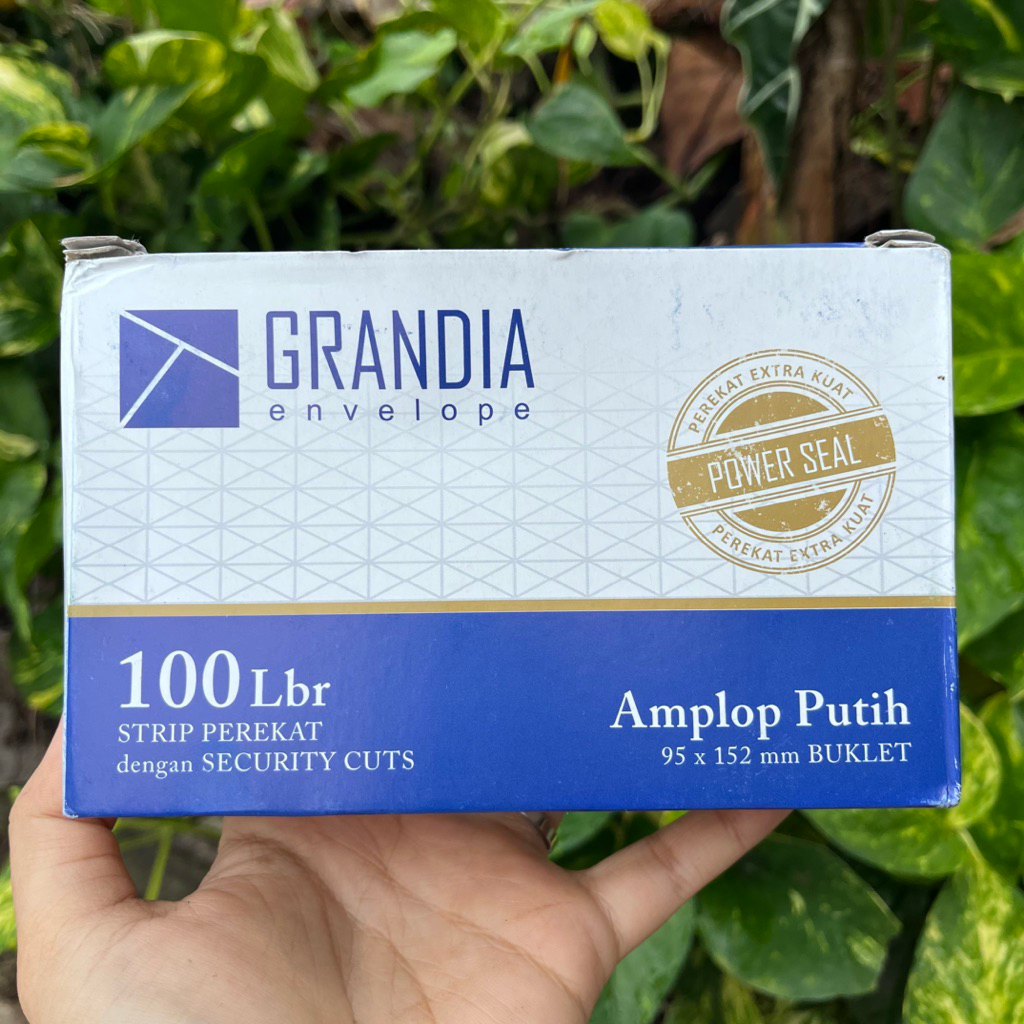 GRANDIA
envelope
PEREKAT EXTRA KUAT
POWER SEAL
PEREKAT EXTRA KUAT
100 Lbr
STRIP PEREKAT
dengan SECURITY CUTS
Amplop Putih
95 x 152 mm BUKLET